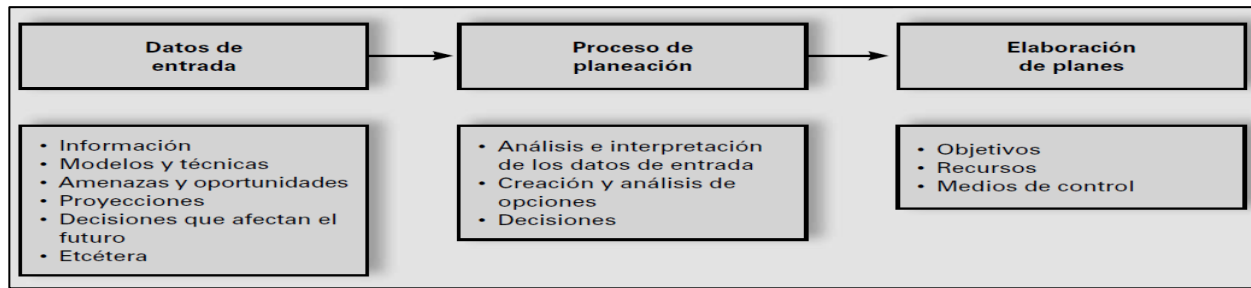 Datos de
entrada
Proceso de
planeación
Elaboración
de planes
• Información
• Modelos y técnicas
• Amenazas y oportunidades
• Proyecciones
• Decisiones que afectan el
futuro
• Etcétera
• Análisis e interpretación
de los datos de entrada
• Creación y análisis de
opciones
• Decisiones
• Objetivos
• Recursos
• Medios de control